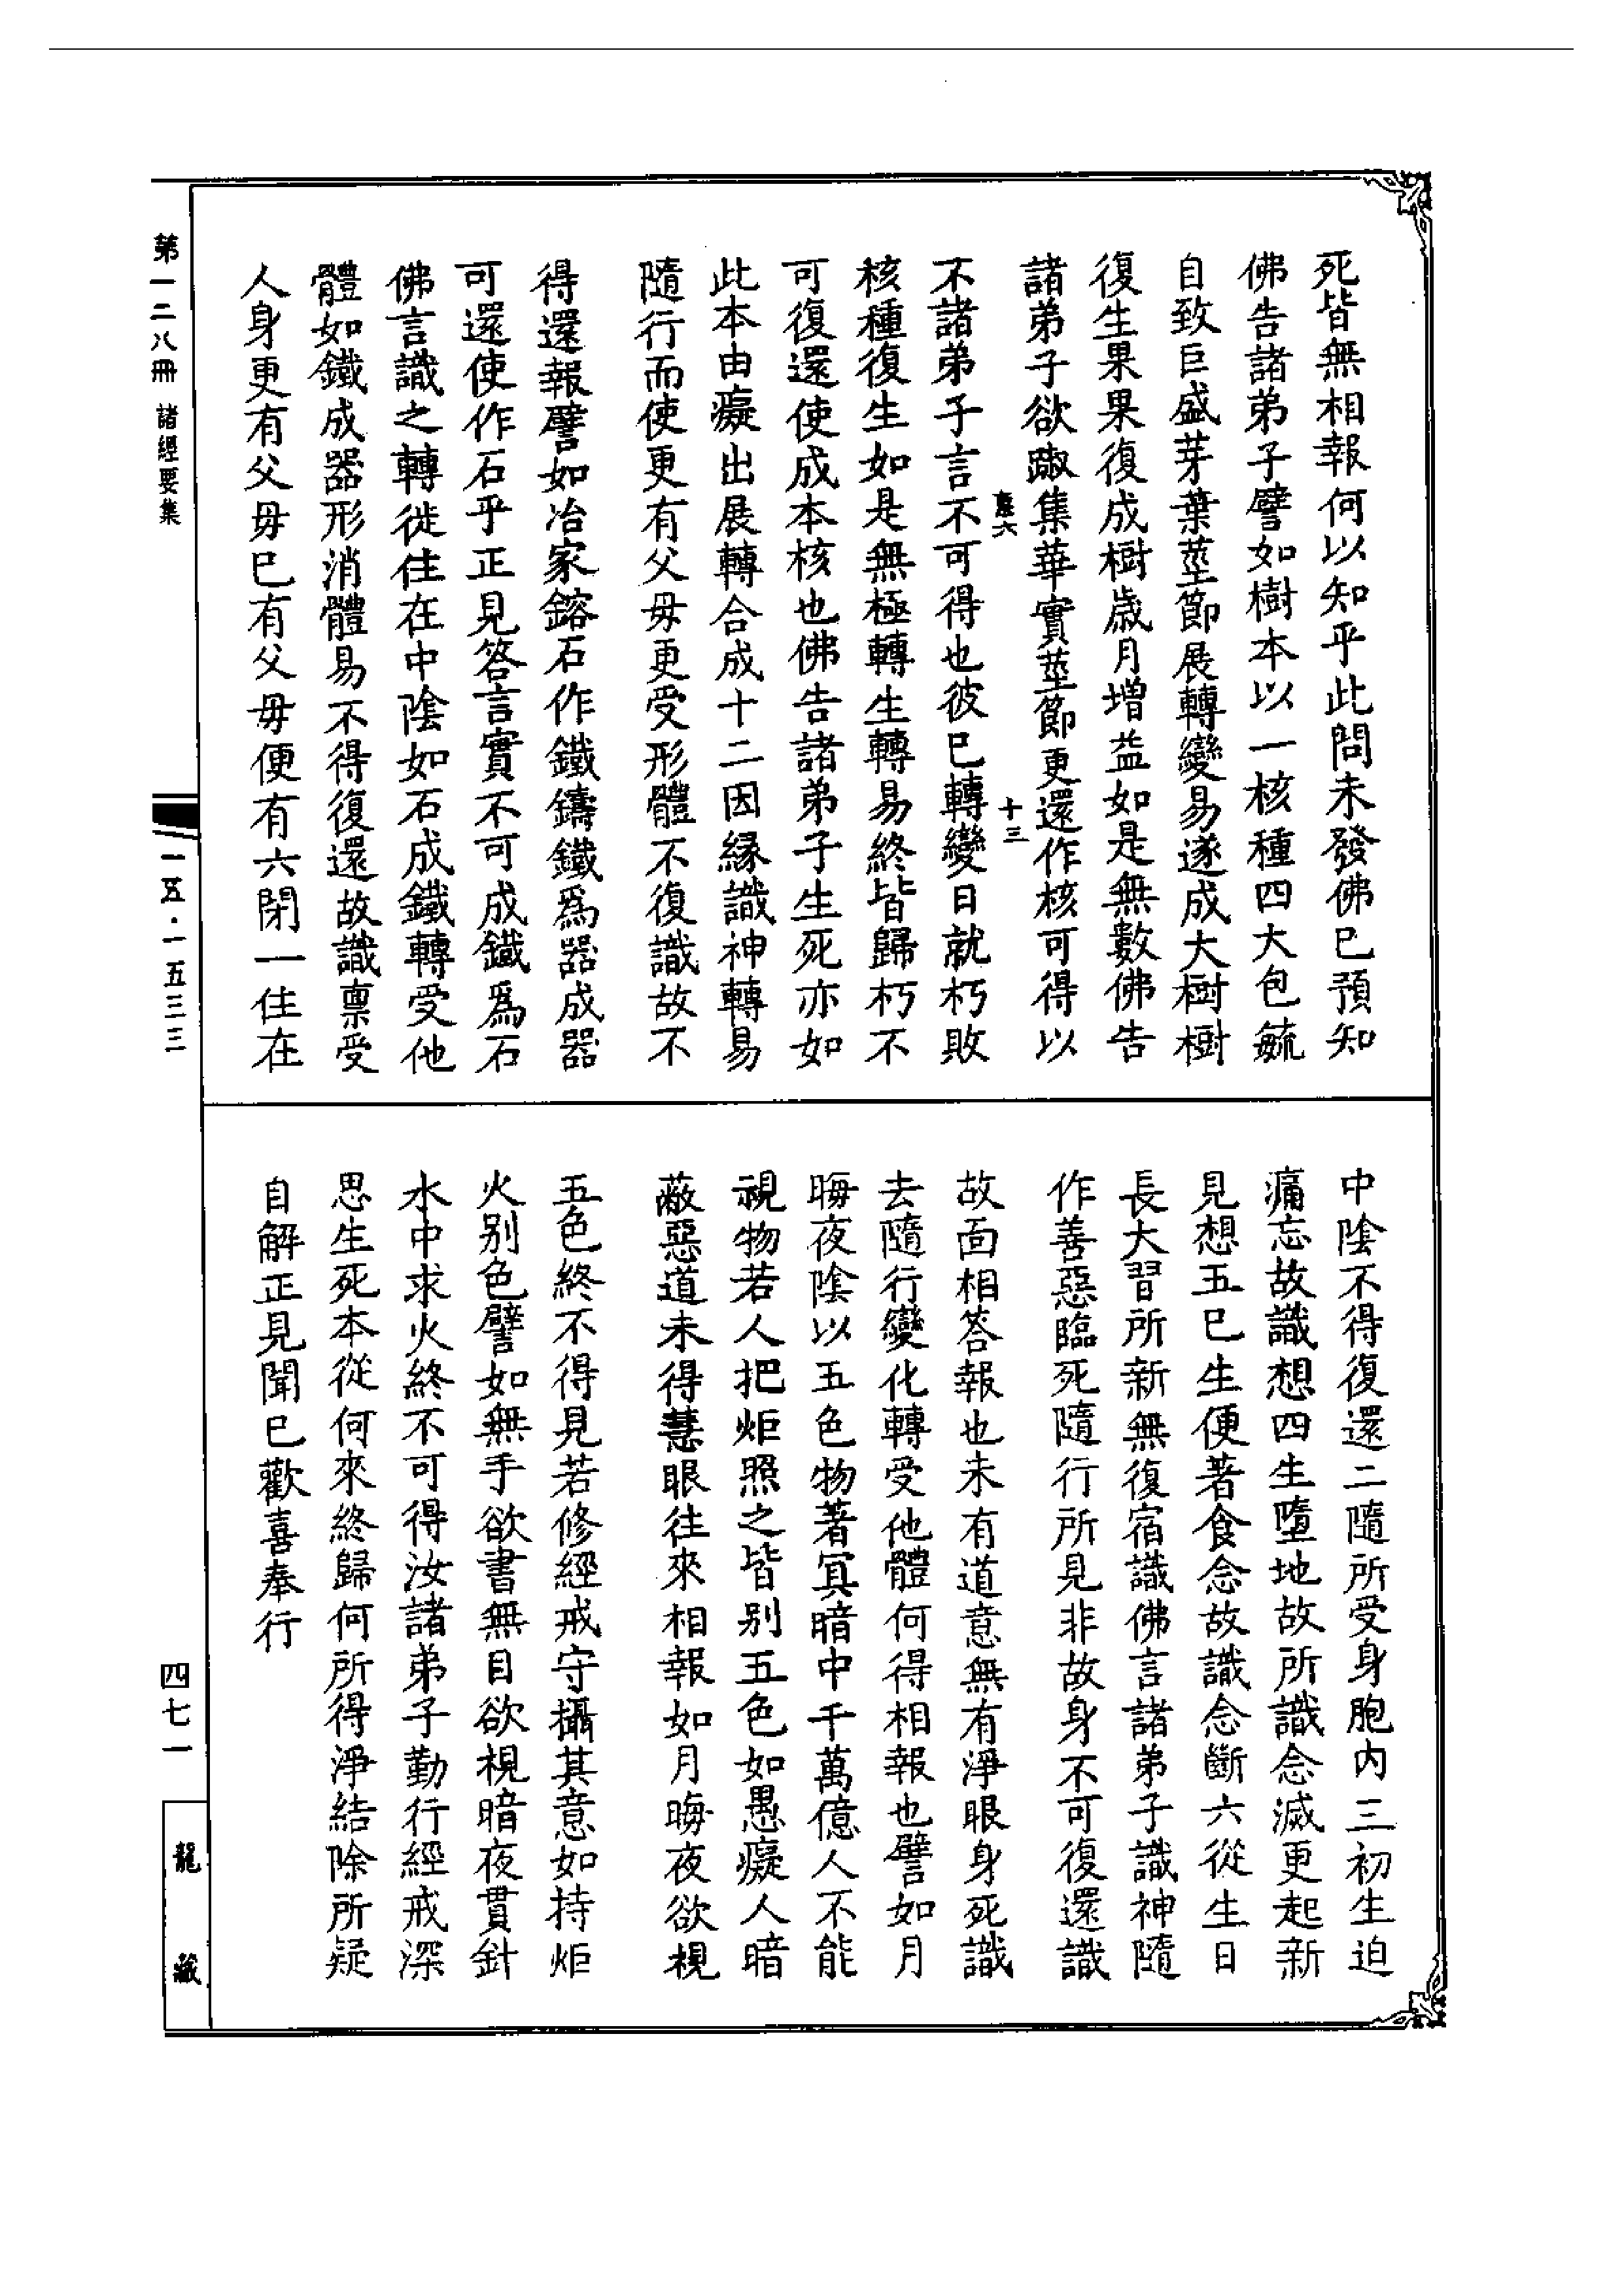 死皆無相報何以知乎此問未發佛已預知
佛告諸弟子譬如樹本以一核種四大包毓
自致巨盛芽葉莖節展轉變易遂成大樹樹
復生果果復成樹歲月增益如是無數佛告
諸弟子欲踧集華實莖節更還作核可得以
十三
不諸弟子言不可得也彼已轉變日就朽敗
核種復生如是無極轉生轉易終皆歸朽不
可復還使成本核也佛告諸弟子生死亦如
此本由癡出展轉合成十二因緣識神轉易
隨行而使更有父母更受形體不復識故不
得還報譬如冶家鎔石作鐵鑄鐵爲器成器
可還使作石乎正見答言實不可成鐵爲石
佛言識之轉徙住在中陰如石成鐵轉受他
體如鐵成器形消體易不得復還故識稟受
人身更有父母已有父母便有六閉一住在
中陰不得復還二隨所受身胞内三初生迫
痛忘故識想四生墮地故所識念滅更起新
見想五已生便著食念故識念斷六從生日
長大習所新無復宿識佛言諸弟子識神隨
作善惡臨死隨行所見非故身不可復還識
故面相答報也未有道意無有淨眼身死識
去隨行變化轉受他體何得相報也譬如月
晦夜陰以五色物著冥暗中千萬億人不能
視物若人把炬照之皆别五色如愚癡人暗
蔽惡道未得慧眼往來相報如月晦夜欲視
五色終不得見若修經戒守攝其意如持炬
火别色譬如無手欲書無目欲視暗夜貫針
水中求火終不可得汝諸弟子勤行經戒深
思生死本從何來終歸何所得淨結除所疑
自解正見聞已歡喜奉行
第一二八冊 諸經要集
一五·一五三三
四七一
龍藏